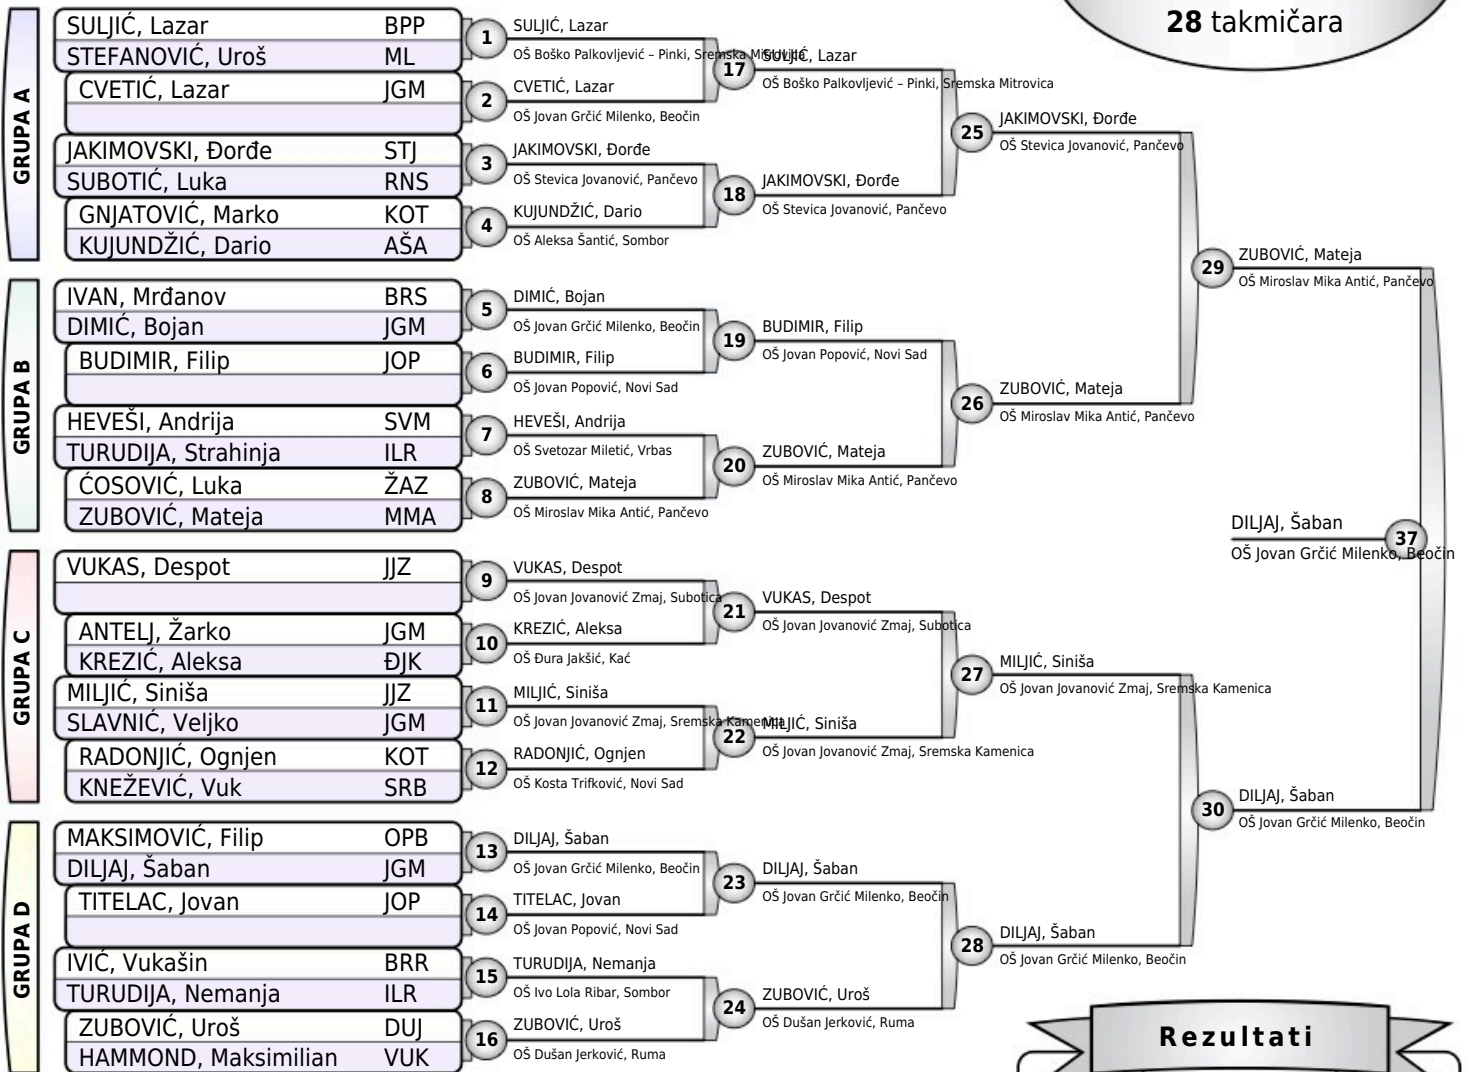 28 takmičara
GRUPA A
SULJIĆ, Lazar BPP
STEFANOVIĆ, Uroš ML
CVETIĆ, Lazar JGM
JAKIMOVSKI, Đorđe STJ
SUBOTIĆ, Luka RNS
GNJATOVIĆ, Marko KOT
KUJUNDŽIĆ, Dario AŠA
GRUPA B
IVAN, Mrđanov BRS
DIMIĆ, Bojan JGM
BUDIMIR, Filip JOP
HEVEŠI, Andrija SVM
TURUDIJA, Strahinja ILR
ĆOSOVIĆ, Luka ŽAZ
ZUBOVIĆ, Mateja MMA
GRUPA C
VUKAS, Despot JJZ
ANTELJ, Žarko JGM
KREZIĆ, Aleksa ĐJK
MILJIĆ, Siniša JJZ
SLAVNIĆ, Veljko JGM
RADONJIĆ, Ognjen KOT
KNEŽEVIĆ, Vuk SRB
GRUPA D
MAKSIMOVIĆ, Filip OPB
DILJAJ, Šaban JGM
TITELAC, Jovan JOP
IVIĆ, Vukašin BRR
TURUDIJA, Nemanja ILR
ZUBOVIĆ, Uroš DUJ
HAMMOND, Maksimilian VUK
1 SULJIĆ, Lazar
OŠ Boško Palkovljević – Pinki, Sremska Mitrovica
2 CVETIĆ, Lazar
OŠ Jovan Grčić Milenko, Beočin
3 JAKIMOVSKI, Đorđe
OŠ Stevica Jovanović, Pančevo
4 KUJUNDŽIĆ, Dario
OŠ Aleksa Šantić, Sombor
5 DIMIĆ, Bojan
OŠ Jovan Grčić Milenko, Beočin
6 BUDIMIR, Filip
OŠ Jovan Popović, Novi Sad
7 HEVEŠI, Andrija
OŠ Svetozar Miletić, Vrbas
8 ZUBOVIĆ, Mateja
OŠ Miroslav Mika Antić, Pančevo
9 VUKAS, Despot
OŠ Jovan Jovanović Zmaj, Subotica
10 KREZIĆ, Aleksa
OŠ Đura Jakšić, Kać
11 MILJIĆ, Siniša
OŠ Jovan Jovanović Zmaj, Sremska Kamenica
12 RADONJIĆ, Ognjen
OŠ Kosta Trifković, Novi Sad
13 DILJAJ, Šaban
OŠ Jovan Grčić Milenko, Beočin
14 TITELAC, Jovan
OŠ Jovan Popović, Novi Sad
15 TURUDIJA, Nemanja
OŠ Ivo Lola Ribar, Sombor
16 ZUBOVIĆ, Uroš
OŠ Dušan Jerković, Ruma
17 SULJIĆ, Lazar
OŠ Boško Palkovljević – Pinki, Sremska Mitrovica
18 JAKIMOVSKI, Đorđe
OŠ Stevica Jovanović, Pančevo
19 BUDIMIR, Filip
OŠ Jovan Popović, Novi Sad
20 ZUBOVIĆ, Mateja
OŠ Miroslav Mika Antić, Pančevo
21 VUKAS, Despot
OŠ Jovan Jovanović Zmaj, Subotica
22 MILJIĆ, Siniša
OŠ Jovan Jovanović Zmaj, Sremska Kamenica
23 DILJAJ, Šaban
OŠ Jovan Grčić Milenko, Beočin
24 ZUBOVIĆ, Uroš
OŠ Dušan Jerković, Ruma
25 JAKIMOVSKI, Đorđe
OŠ Stevica Jovanović, Pančevo
26 ZUBOVIĆ, Mateja
OŠ Miroslav Mika Antić, Pančevo
27 MILJIĆ, Siniša
OŠ Jovan Jovanović Zmaj, Sremska Kamenica
28 DILJAJ, Šaban
OŠ Jovan Grčić Milenko, Beočin
29 ZUBOVIĆ, Mateja
OŠ Miroslav Mika Antić, Pančevo
30 DILJAJ, Šaban
OŠ Jovan Grčić Milenko, Beočin
DILJAJ, Šaban 37
OŠ Jovan Grčić Milenko, Beočin
Rezultati